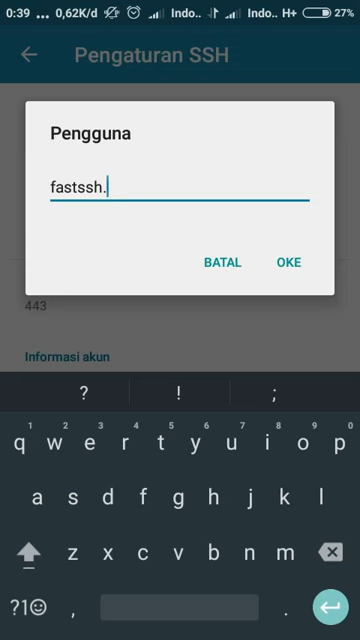 0:39 ... 0,62K/d Indo.. Indo.. H+ 27%
Pengaturan SSH
Pengguna
fastssh.
BATAL OKE
443
Informasi akun
? ! ;
1 2 3 4 5 6 7 8 9 0
q w e r t y u i o p
a s d f g h j k l
z x c v b n m
?1☺ , .